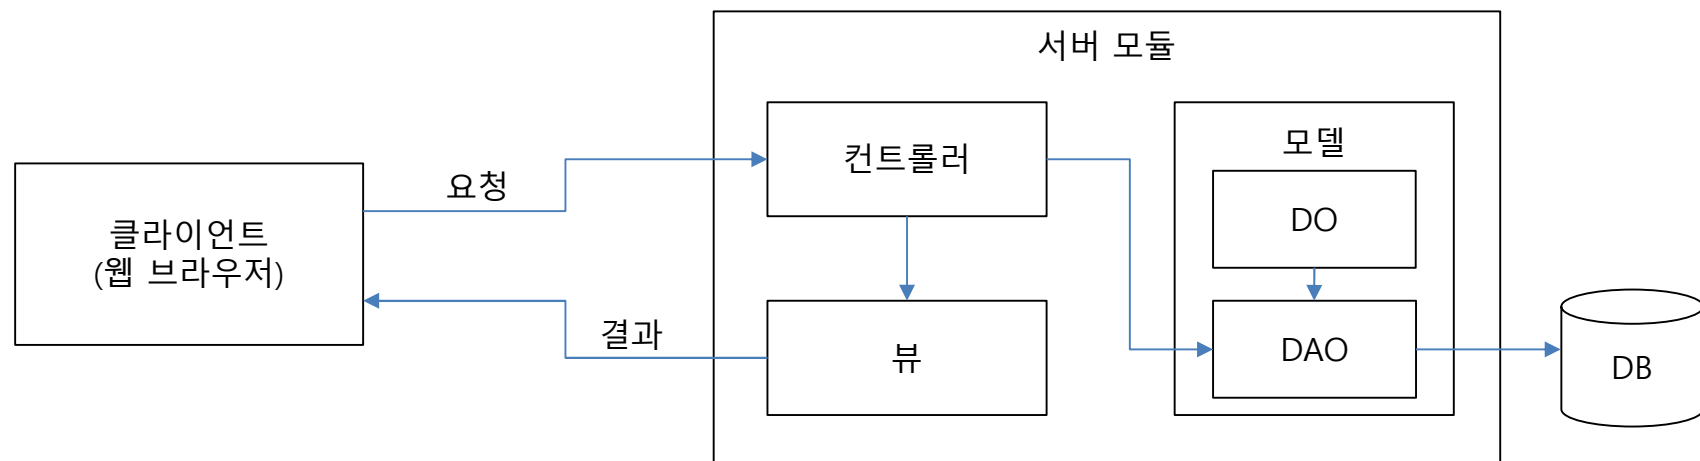 서버 모듈
클라이언트
(웹 브라우저)
요청
결과
컨트롤러
뷰
모델
DO
DAO
DB